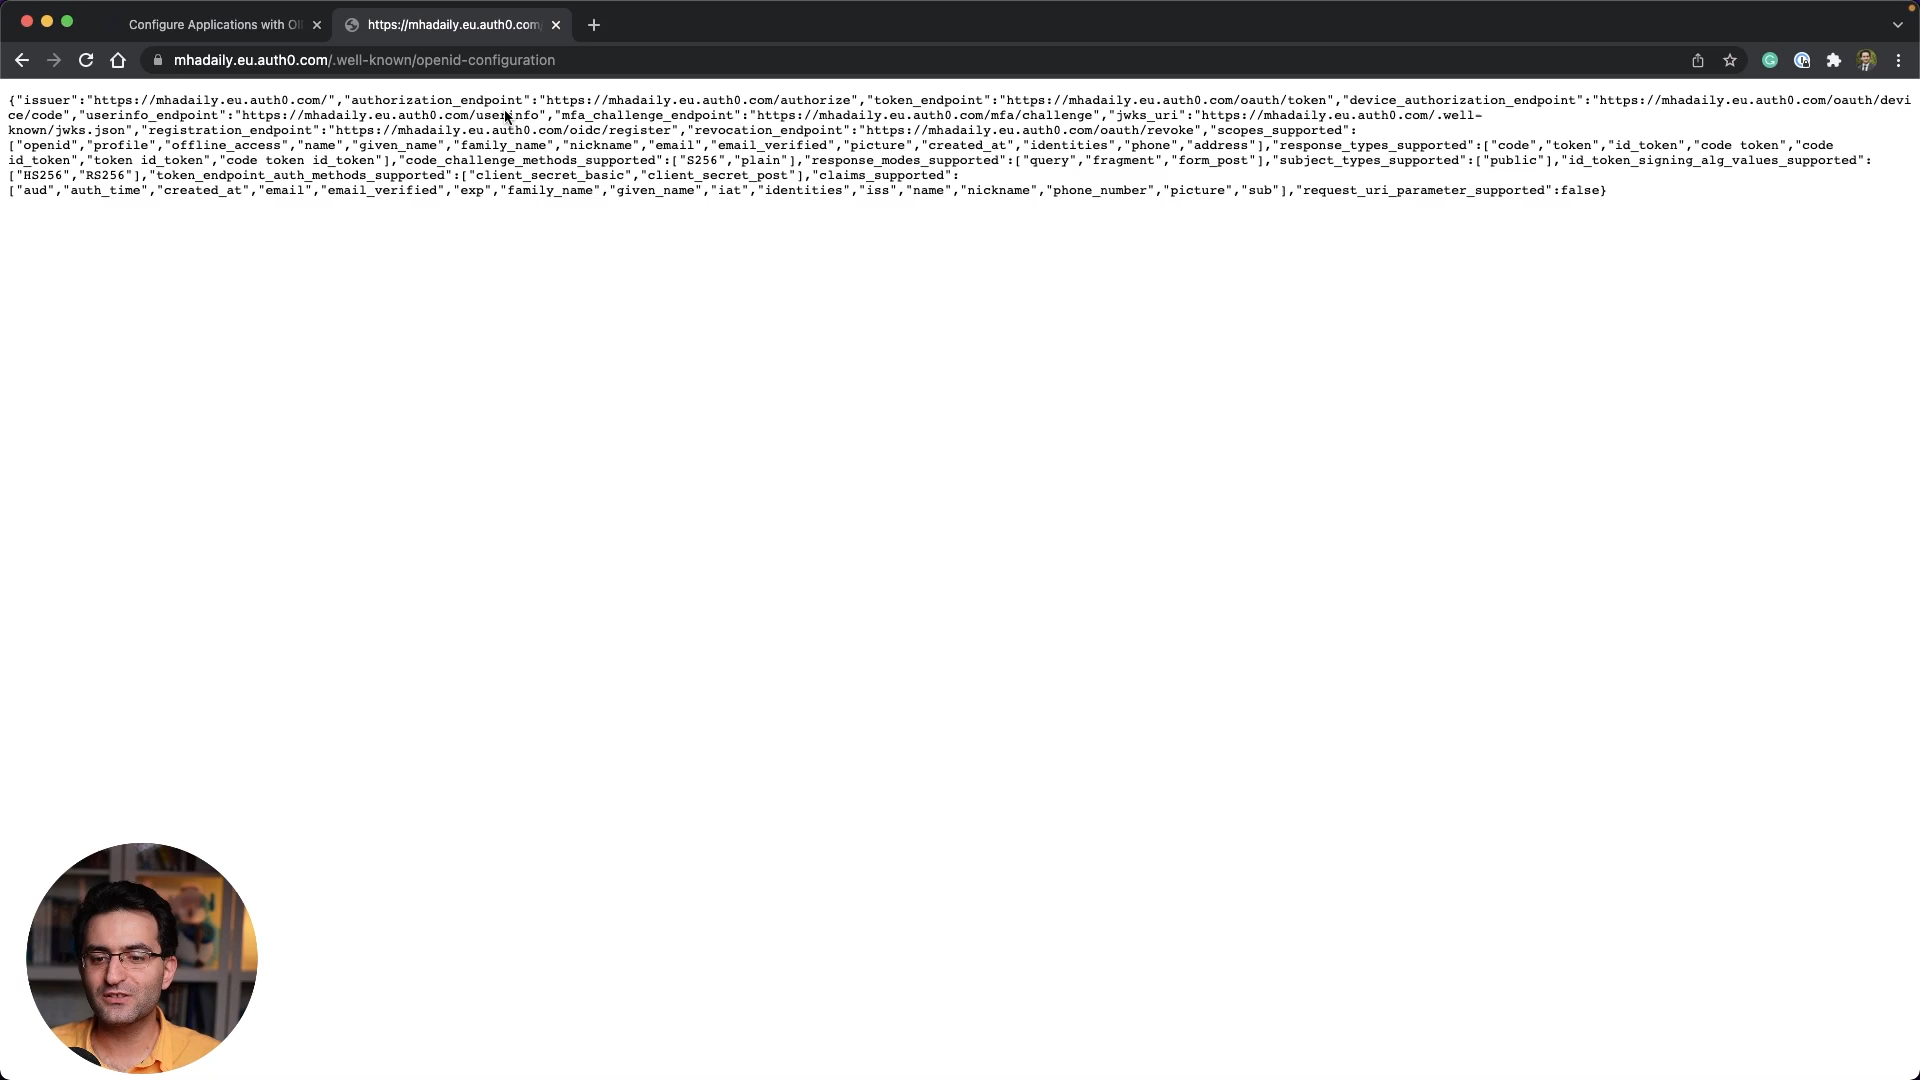 Configure Applications with OI
https://mhadaily.eu.auth0.com
mhadaily.eu.auth0.com/.well-known/openid-configuration
{"issuer":"https://mhadaily.eu.auth0.com/","authorization_endpoint":"https://mhadaily.eu.auth0.com/authorize","token_endpoint":"https://mhadaily.eu.auth0.com/oauth/token","device_authorization_endpoint":"https://mhadaily.eu.auth0.com/oauth/devi
ce/code","userinfo_endpoint":"https://mhadaily.eu.auth0.com/userinfo","mfa_challenge_endpoint":"https://mhadaily.eu.auth0.com/mfa/challenge","jwks_uri":"https://mhadaily.eu.auth0.com/.well-
known/jwks.json","registration_endpoint":"https://mhadaily.eu.auth0.com/oidc/register","revocation_endpoint":"https://mhadaily.eu.auth0.com/oauth/revoke","scopes_supported":
["openid","profile","offline_access","name","given_name","family_name","nickname","email","email_verified","picture","created_at","identities","phone","address"],"response_types_supported":["code","token","id_token","code token","code
id_token","token id_token","code token id_token"],"code_challenge_methods_supported":["S256","plain"],"response_modes_supported":["query","fragment","form_post"],"subject_types_supported":["public"],"id_token_signing_alg_values_supported":
["HS256","RS256"],"token_endpoint_auth_methods_supported":["client_secret_basic","client_secret_post"],"claims_supported":
["aud","auth_time","created_at","email","email_verified","exp","family_name","given_name","iat","identities","iss","name","nickname","phone_number","picture","sub"],"request_uri_parameter_supported":false}